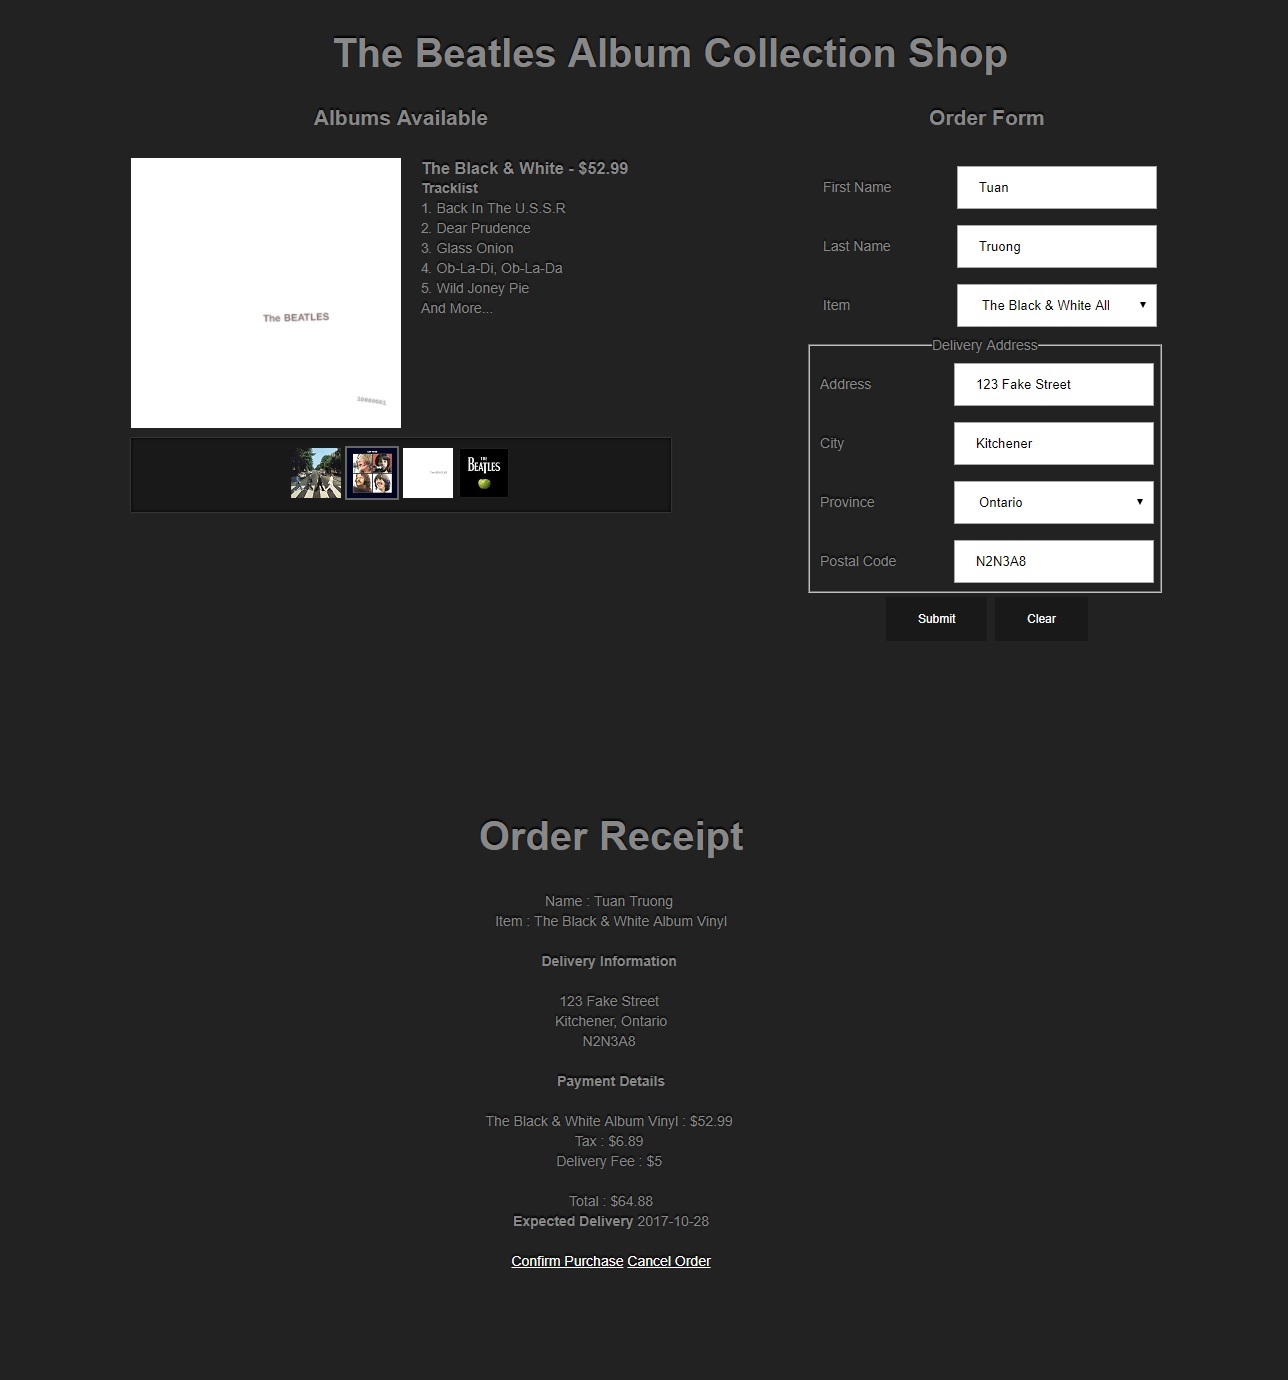 The Beatles Album Collection Shop
Albums Available
The BEATLES
The Black & White - $52.99
Tracklist
1. Back In The U.S.S.R
2. Dear Prudence
3. Glass Onion
4. Ob-La-Di, Ob-La-Da
5. Wild Joney Pie
And More...
THE
BEATLES
Order Form
First Name Tuan
Last Name Truong
Item The Black & White All
Delivery Address
Address 123 Fake Street
City Kitchener
Province Ontario
Postal Code N2N3A8
Submit Clear
Order Receipt
Name : Tuan Truong
Item : The Black & White Album Vinyl
Delivery Information
123 Fake Street
Kitchener, Ontario
N2N3A8
Payment Details
The Black & White Album Vinyl : $52.99
Tax : $6.89
Delivery Fee : $5
Total : $64.88
Expected Delivery 2017-10-28
Confirm Purchase Cancel Order